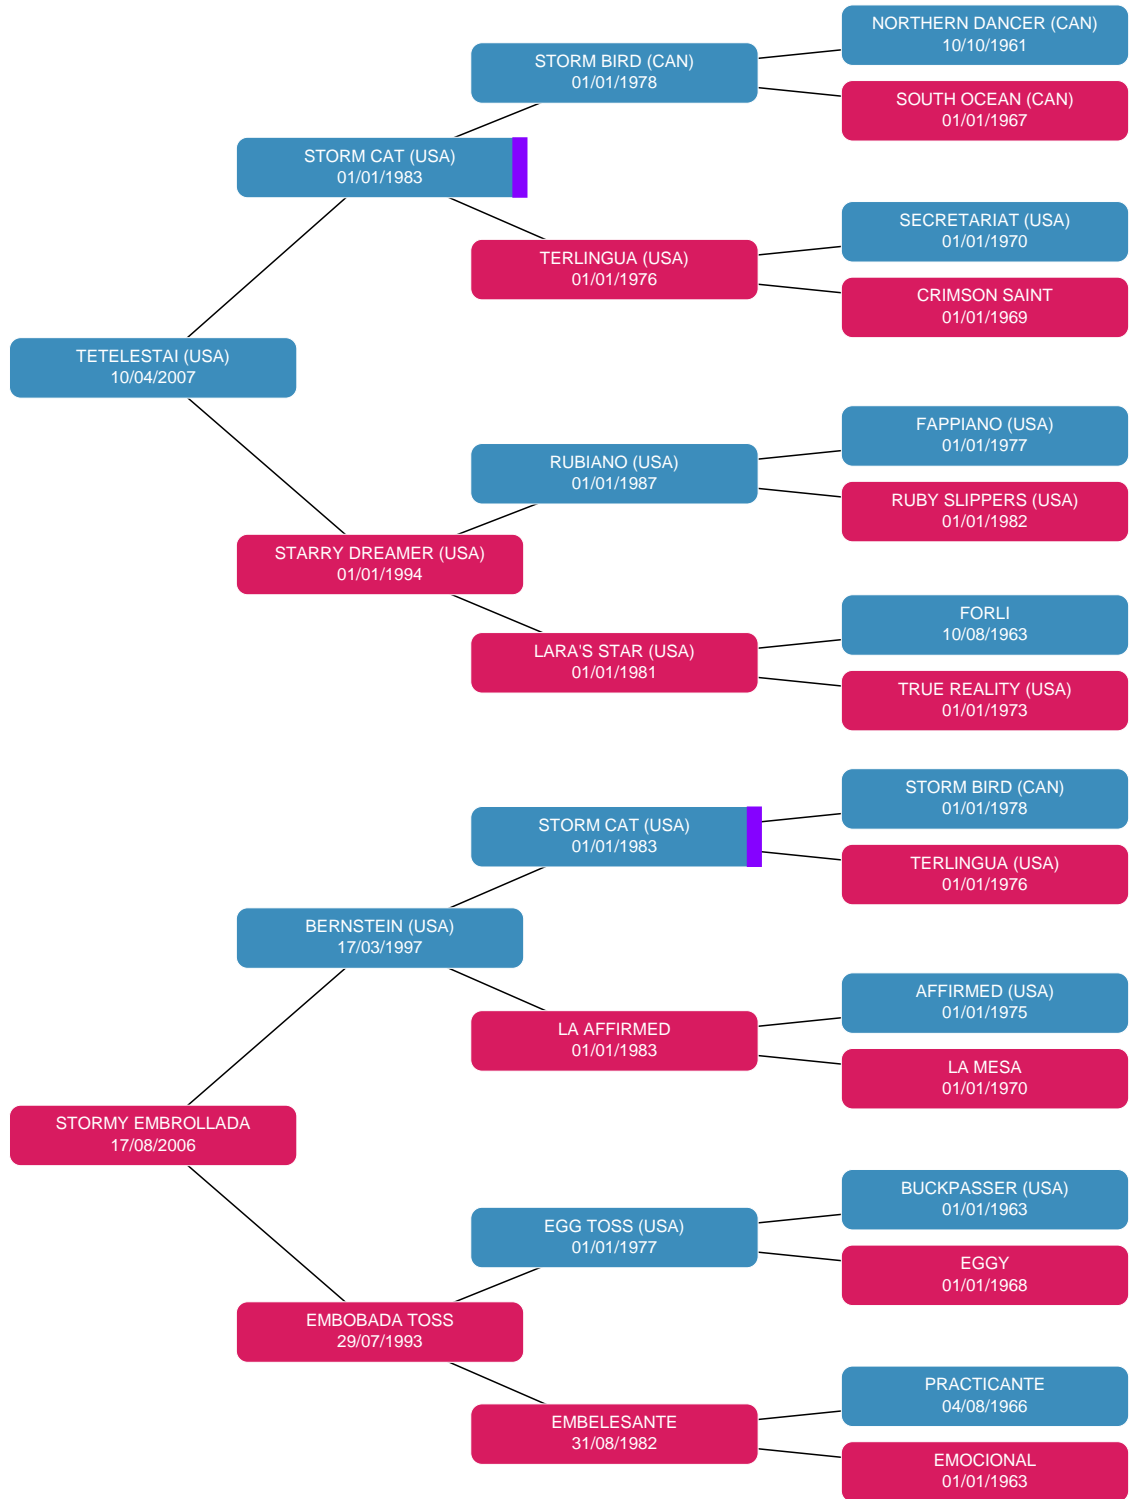 NORTHERN DANCER (CAN)
10/10/1961
STORM BIRD (CAN)
01/01/1978
SOUTH OCEAN (CAN)
01/01/1967
STORM CAT (USA)
01/01/1983
SECRETARIAT (USA)
01/01/1970
TERLINGUA (USA)
01/01/1976
CRIMSON SAINT
01/01/1969
TETELESTAI (USA)
10/04/2007
FAPPIANO (USA)
01/01/1977
RUBIANO (USA)
01/01/1987
RUBY SLIPPERS (USA)
01/01/1982
STARRY DREAMER (USA)
01/01/1994
FORLI
10/08/1963
LARA'S STAR (USA)
01/01/1981
TRUE REALITY (USA)
01/01/1973
STORM BIRD (CAN)
01/01/1978
STORM CAT (USA)
01/01/1983
TERLINGUA (USA)
01/01/1976
BERNSTEIN (USA)
17/03/1997
AFFIRMED (USA)
01/01/1975
LA AFFIRMED
01/01/1983
LA MESA
01/01/1970
STORMY EMBROLLADA
17/08/2006
BUCKPASSER (USA)
01/01/1963
EGG TOSS (USA)
01/01/1977
EGGY
01/01/1968
EMBOBADA TOSS
29/07/1993
PRACTICANTE
04/08/1966
EMBELESANTE
31/08/1982
EMOCIONAL
01/01/1963